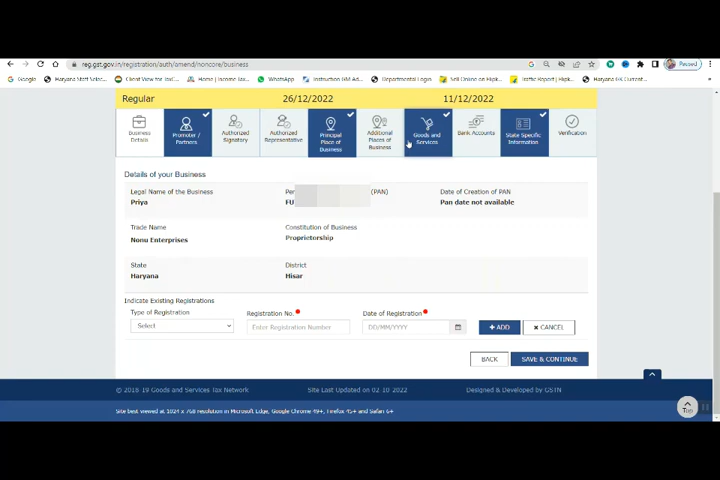 reg.gst.gov.in/registration/auth/amend/noncore/business
Paused
Google
Haryana Staff Selec...
Client View for TaxC...
Home | Income Tax...
WhatsApp
Instruction GM Ad...
Departmental Login
Sell Online on Flipk...
Traffic Report | Flipk...
Haryana GK Current...
Regular 26/12/2022 11/12/2022
Business Details
Promoter / Partners
Authorized Signatory
Authorized Representative
Principal Place of Business
Additional Places of Business
Goods and Services
Bank Accounts
State Specific Information
Verification
Details of your Business
Legal Name of the Business
Priya
Per (PAN)
FU
Date of Creation of PAN
Pan date not available
Trade Name
Nonu Enterprises
Constitution of Business
Proprietorship
State
Haryana
District
Hisar
Indicate Existing Registrations
Type of Registration
Select
Registration No.
Enter Registration Number
Date of Registration
DD/MM/YYYY
+ ADD
× CANCEL
BACK
SAVE & CONTINUE
© 2016-19 Goods and Services Tax Network
Site Last Updated on 02-10-2022
Designed & Developed by GSTN
Site best viewed at 1024 x 768 resolution in Microsoft Edge, Google Chrome 49+, Firefox 45+ and Safari 6+
Top